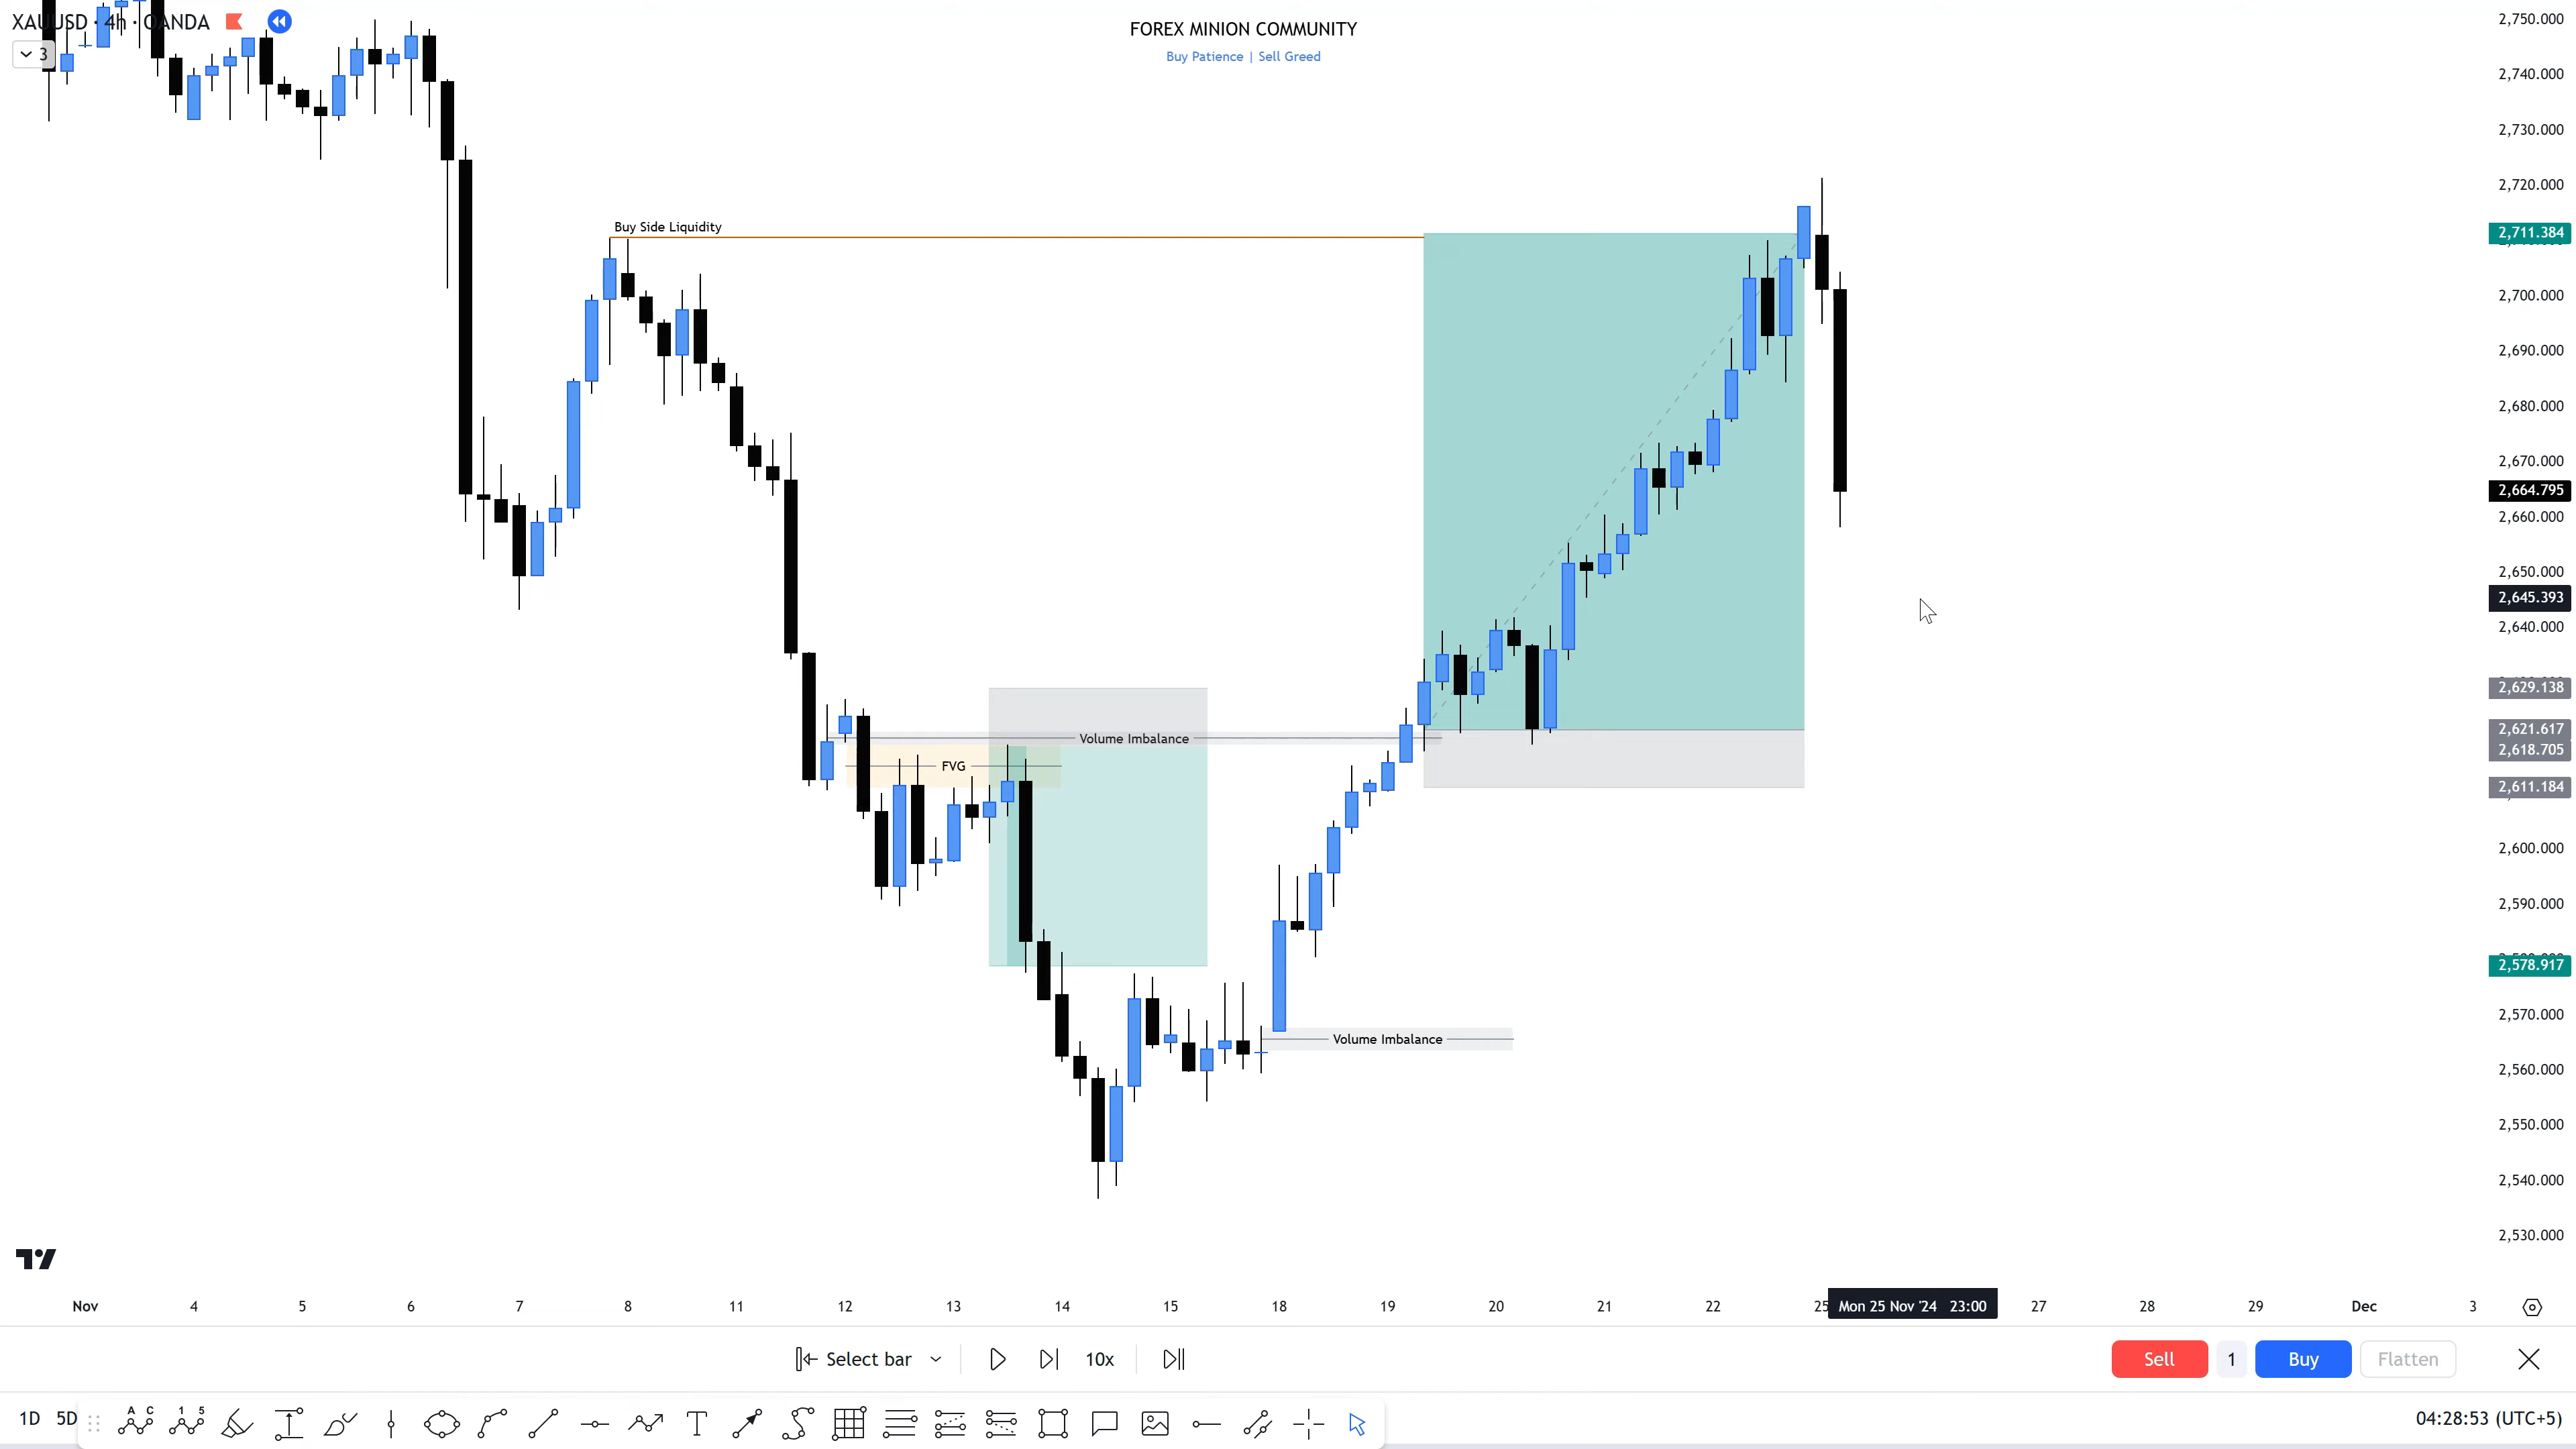 XAUUSD · 4h · OANDA
3
FOREX MINION COMMUNITY
Buy Patience | Sell Greed
Buy Side Liquidity
Volume Imbalance
FVG
Volume Imbalance
2,750.000
2,740.000
2,730.000
2,720.000
2,711.384
2,700.000
2,690.000
2,680.000
2,670.000
2,664.795
2,660.000
2,650.000
2,645.393
2,640.000
2,629.138
2,621.617
2,618.705
2,611.184
2,600.000
2,590.000
2,578.917
2,570.000
2,560.000
2,550.000
2,540.000
2,530.000
Nov 4 5 6 7 8 11 12 13 14 15 18 19 20 21 22 25 Mon 25 Nov '24 23:00 27 28 29 Dec 3
Select bar 10x Sell 1 Buy Flatten
1D 5D A C 1 5 T 04:28:53 (UTC+5)